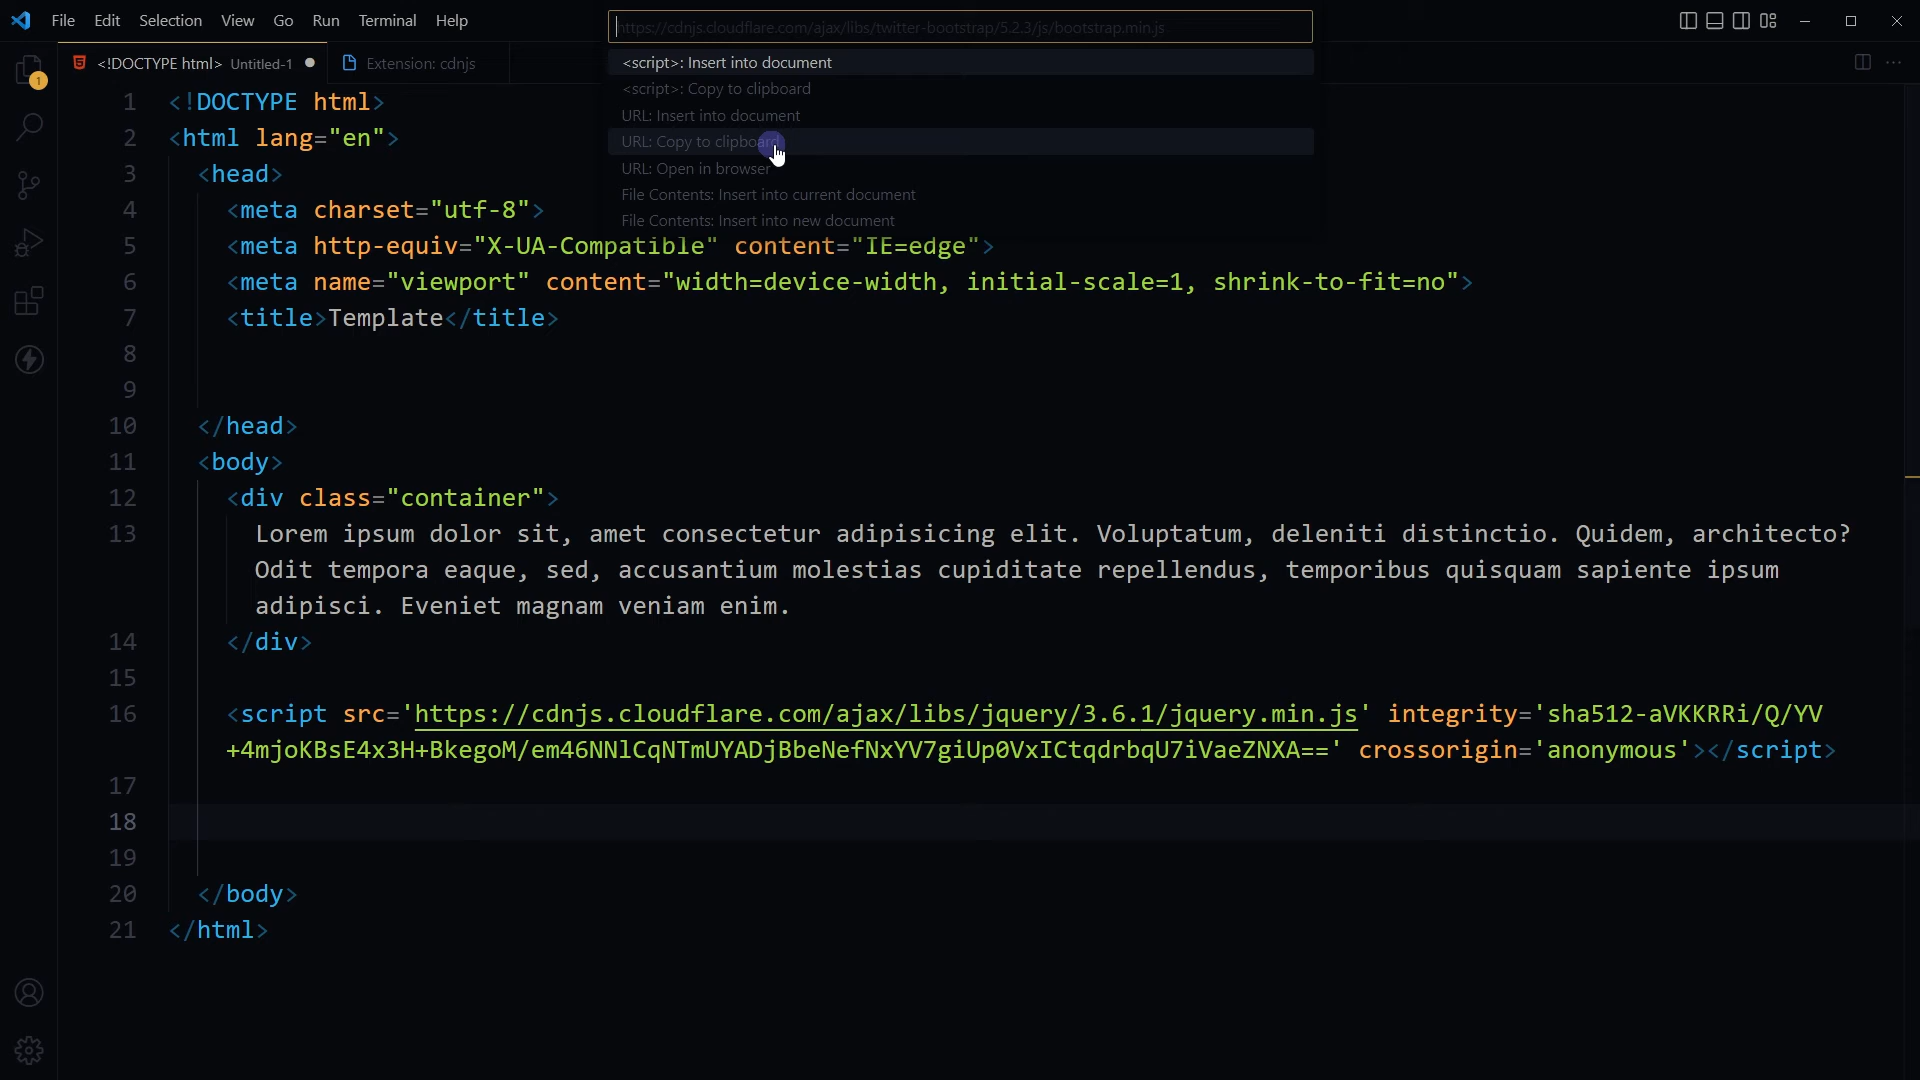 File Edit Selection View Go Run Terminal Help
https://cdnjs.cloudflare.com/ajax/libs/twitter-bootstrap/5.2.3/js/bootstrap.min.js
<script>: Insert into document
<script>: Copy to clipboard
URL: Insert into document
URL: Copy to clipboard
URL: Open in browser
File Contents: Insert into current document
File Contents: Insert into new document
<!DOCTYPE html> Untitled-1
Extension: cdnjs
1
1 <!DOCTYPE html>
2 <html lang="en">
3 <head>
4 <meta charset="utf-8">
5 <meta http-equiv="X-UA-Compatible" content="IE=edge">
6 <meta name="viewport" content="width=device-width, initial-scale=1, shrink-to-fit=no">
7 <title>Template</title>
8
9
10 </head>
11 <body>
12 <div class="container">
13 Lorem ipsum dolor sit, amet consectetur adipisicing elit. Voluptatum, deleniti distinctio. Quidem, architecto?
Odit tempora eaque, sed, accusantium molestias cupiditate repellendus, temporibus quisquam sapiente ipsum
adipisci. Eveniet magnam veniam enim.
14 </div>
15
16 <script src='https://cdnjs.cloudflare.com/ajax/libs/jquery/3.6.1/jquery.min.js' integrity='sha512-aVKKRRi/Q/YV
+4mjoKBsE4x3H+BkegoM/em46NNlCqNTmUYADjBbeNefNxYV7giUp0VxICtqdrbqU7iVaeZNXA==' crossorigin='anonymous'></script>
17
18
19
20 </body>
21 </html>